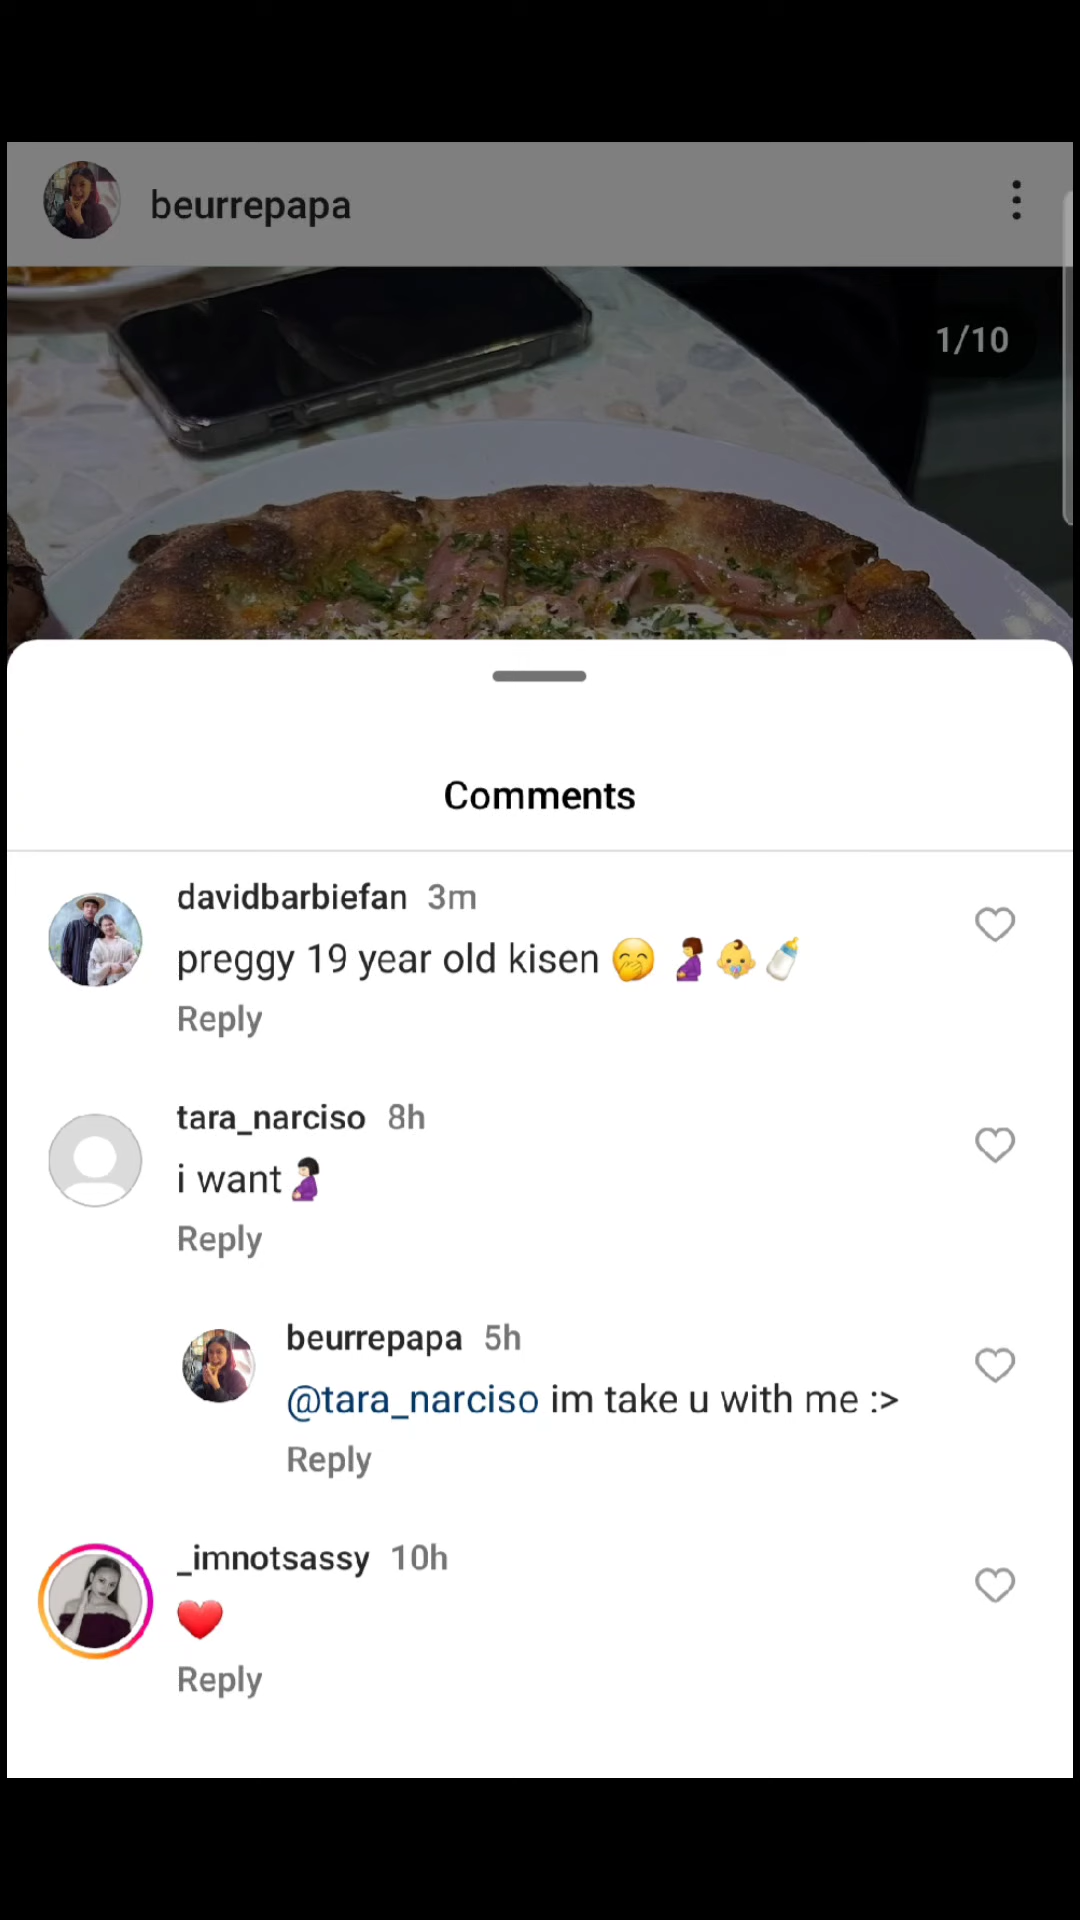 beurrepapa
1/10
Comments
davidbarbiefan 3m
preggy 19 year old kisen 🤭 🤰👶🍼
Reply
tara_narciso 8h
i want🤰🏻
Reply
beurrepapa 5h
@tara_narciso im take u with me :>
Reply
_imnotsassy 10h
❤️
Reply